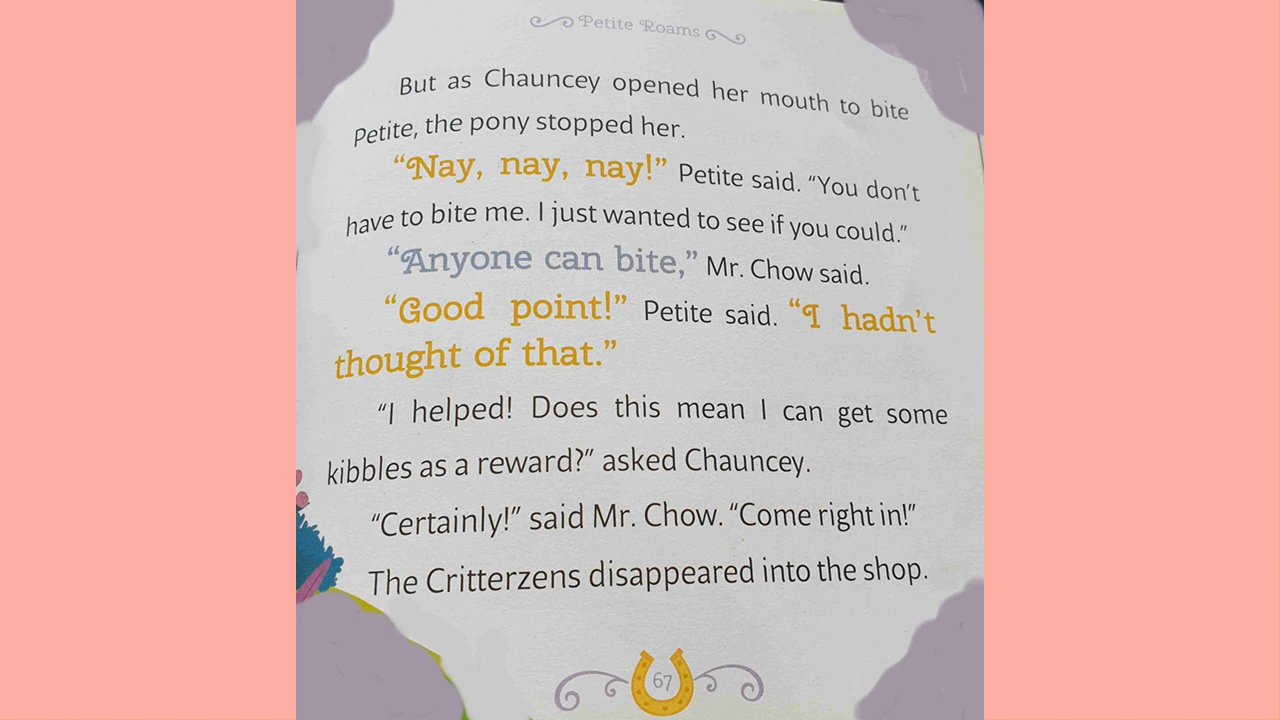 Petite Roams
But as Chauncey opened her mouth to bite
Petite, the pony stopped her.
“Nay, nay, nay!” Petite said. “You don’t
have to bite me. I just wanted to see if you could.”
“Anyone can bite,” Mr. Chow said.
“Good point!” Petite said. “I hadn’t
thought of that.”
“I helped! Does this mean I can get some
kibbles as a reward?” asked Chauncey.
“Certainly!” said Mr. Chow. “Come right in!”
The Critterzens disappeared into the shop.
67